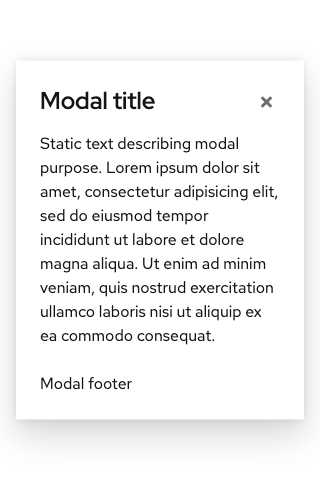 Modal title
Static text describing modal
purpose. Lorem ipsum dolor sit
amet, consectetur adipisicing elit,
sed do eiusmod tempor
incididunt ut labore et dolore
magna aliqua. Ut enim ad minim
veniam, quis nostrud exercitation
ullamco laboris nisi ut aliquip ex
ea commodo consequat.
Modal footer